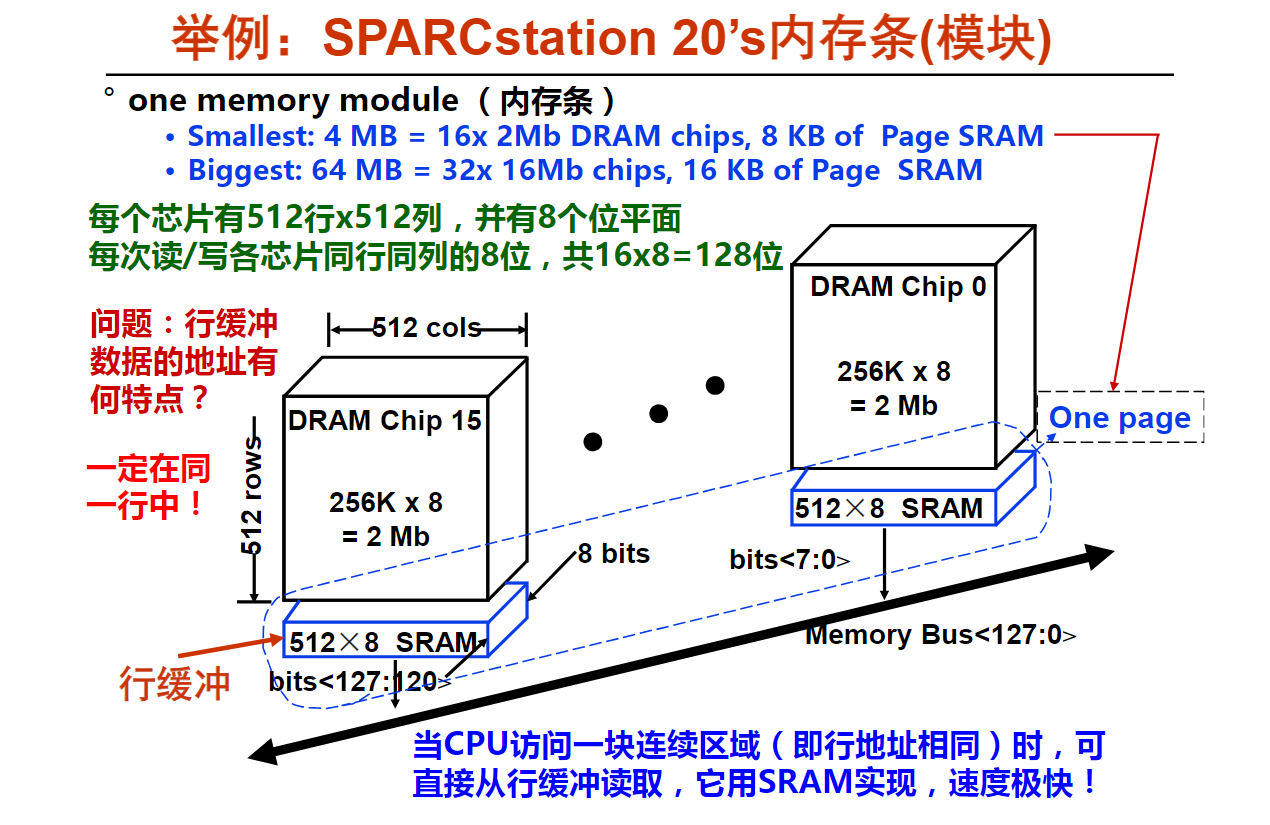 举例：SPARCstation 20’s内存条(模块)
° one memory module （内存条）
• Smallest: 4 MB = 16x 2Mb DRAM chips, 8 KB of Page SRAM
• Biggest: 64 MB = 32x 16Mb chips, 16 KB of Page SRAM
每个芯片有512行x512列，并有8个位平面
每次读/写各芯片同行同列的8位，共16x8=128位
问题：行缓冲
数据的地址有
何特点？
一定在同
一行中！
512 cols
512 rows
DRAM Chip 15
256K x 8
= 2 Mb
512×8 SRAM
8 bits
bits<127:120>
行缓冲
DRAM Chip 0
256K x 8
= 2 Mb
One page
512×8 SRAM
bits<7:0>
Memory Bus<127:0>
当CPU访问一块连续区域（即行地址相同）时，可
直接从行缓冲读取，它用SRAM实现，速度极快！